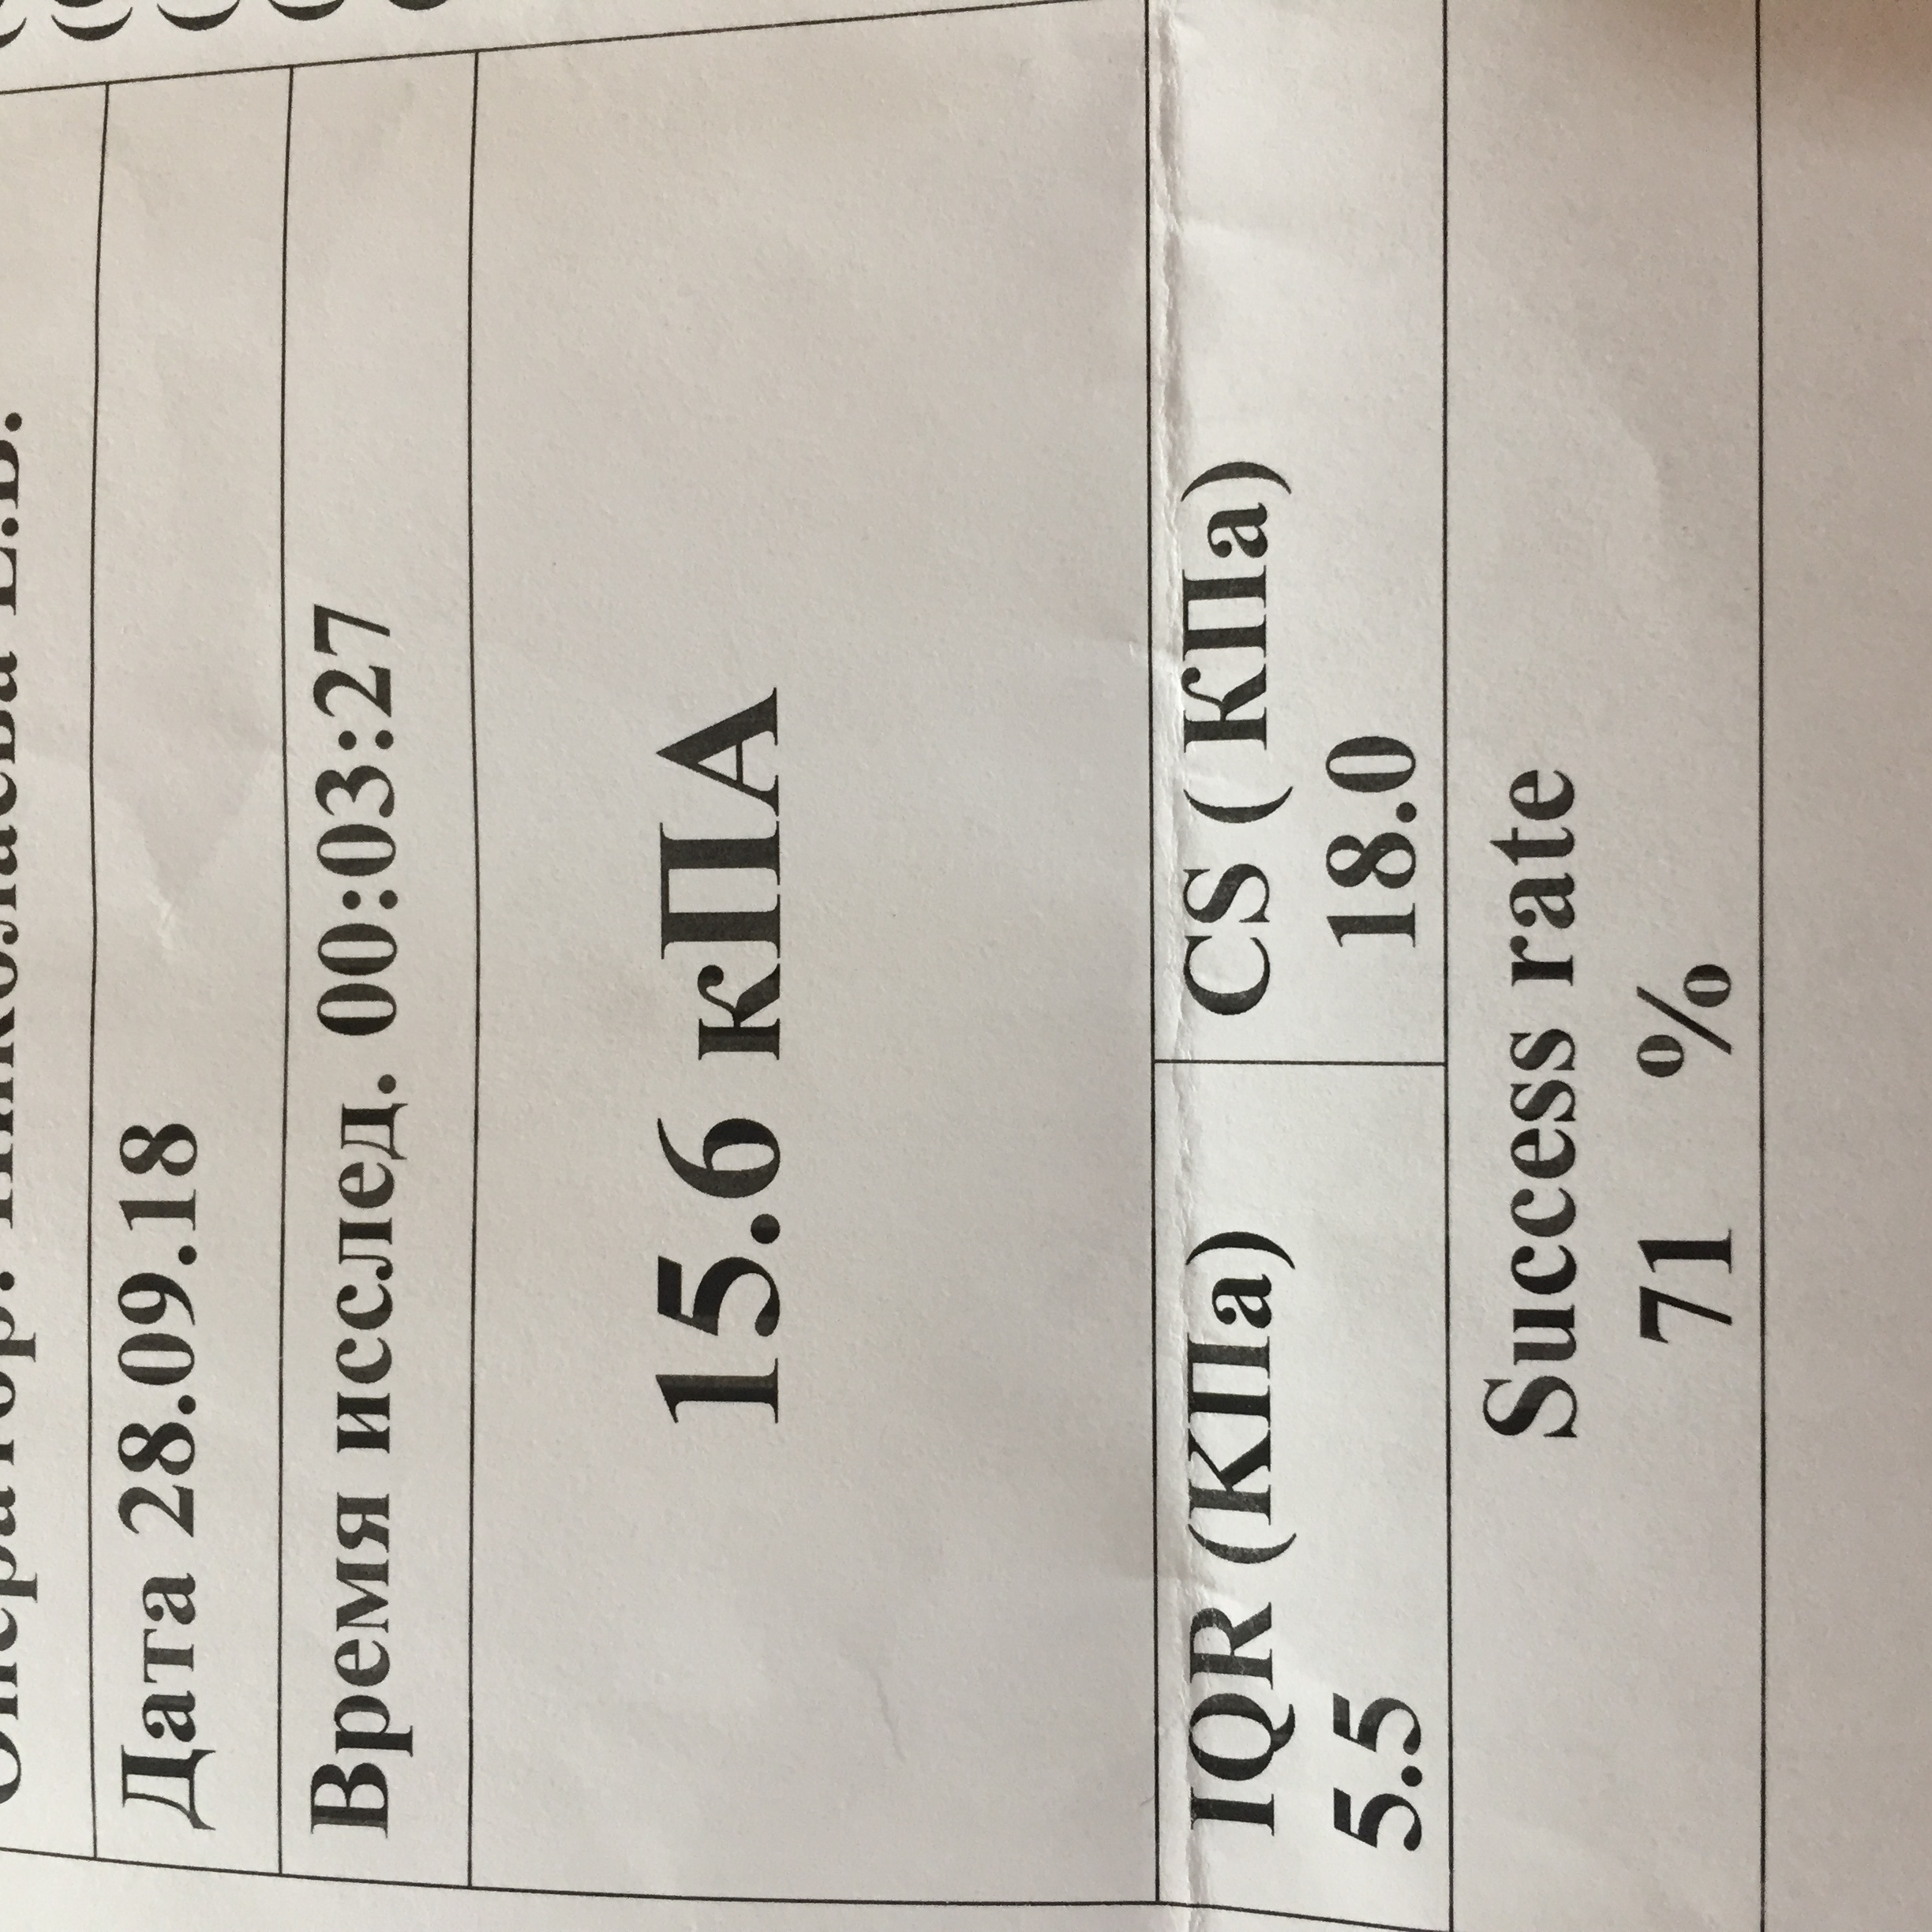 Е.В.
Дата 28.09.18
Время исслед. 00:03:27
15.6 кПА
IQR (КПа) CS (КПа)
5.5 18.0
Success rate
71 %